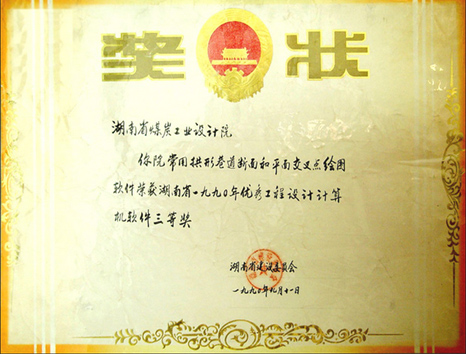 奖状
湖南省煤炭工业设计院
你院常用拱形巷道断面和平面交叉点绘图
软件荣获湖南省一九九〇年优秀工程设计计算
机软件三等奖
湖南省建设委员会
一九九〇年九月十一日